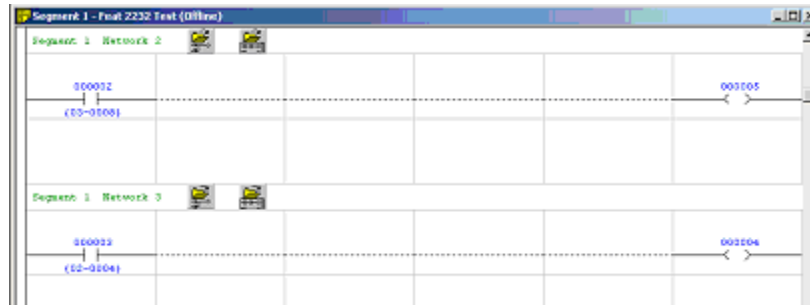 Segment 1 - Fnat 2232 Test (Offline)
Segment 1 Network 2
000002 000005
(03-0008)
Segment 1 Network 3
000003 000004
(02-0004)